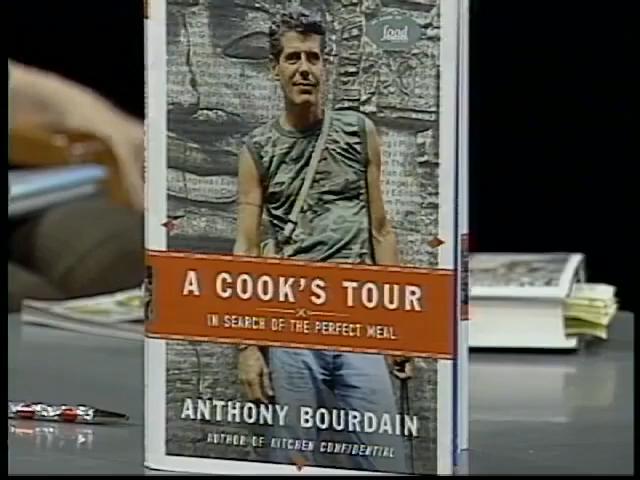 food
A COOK'S TOUR
IN SEARCH OF THE PERFECT MEAL
ANTHONY BOURDAIN
AUTHOR OF KITCHEN CONFIDENTIAL